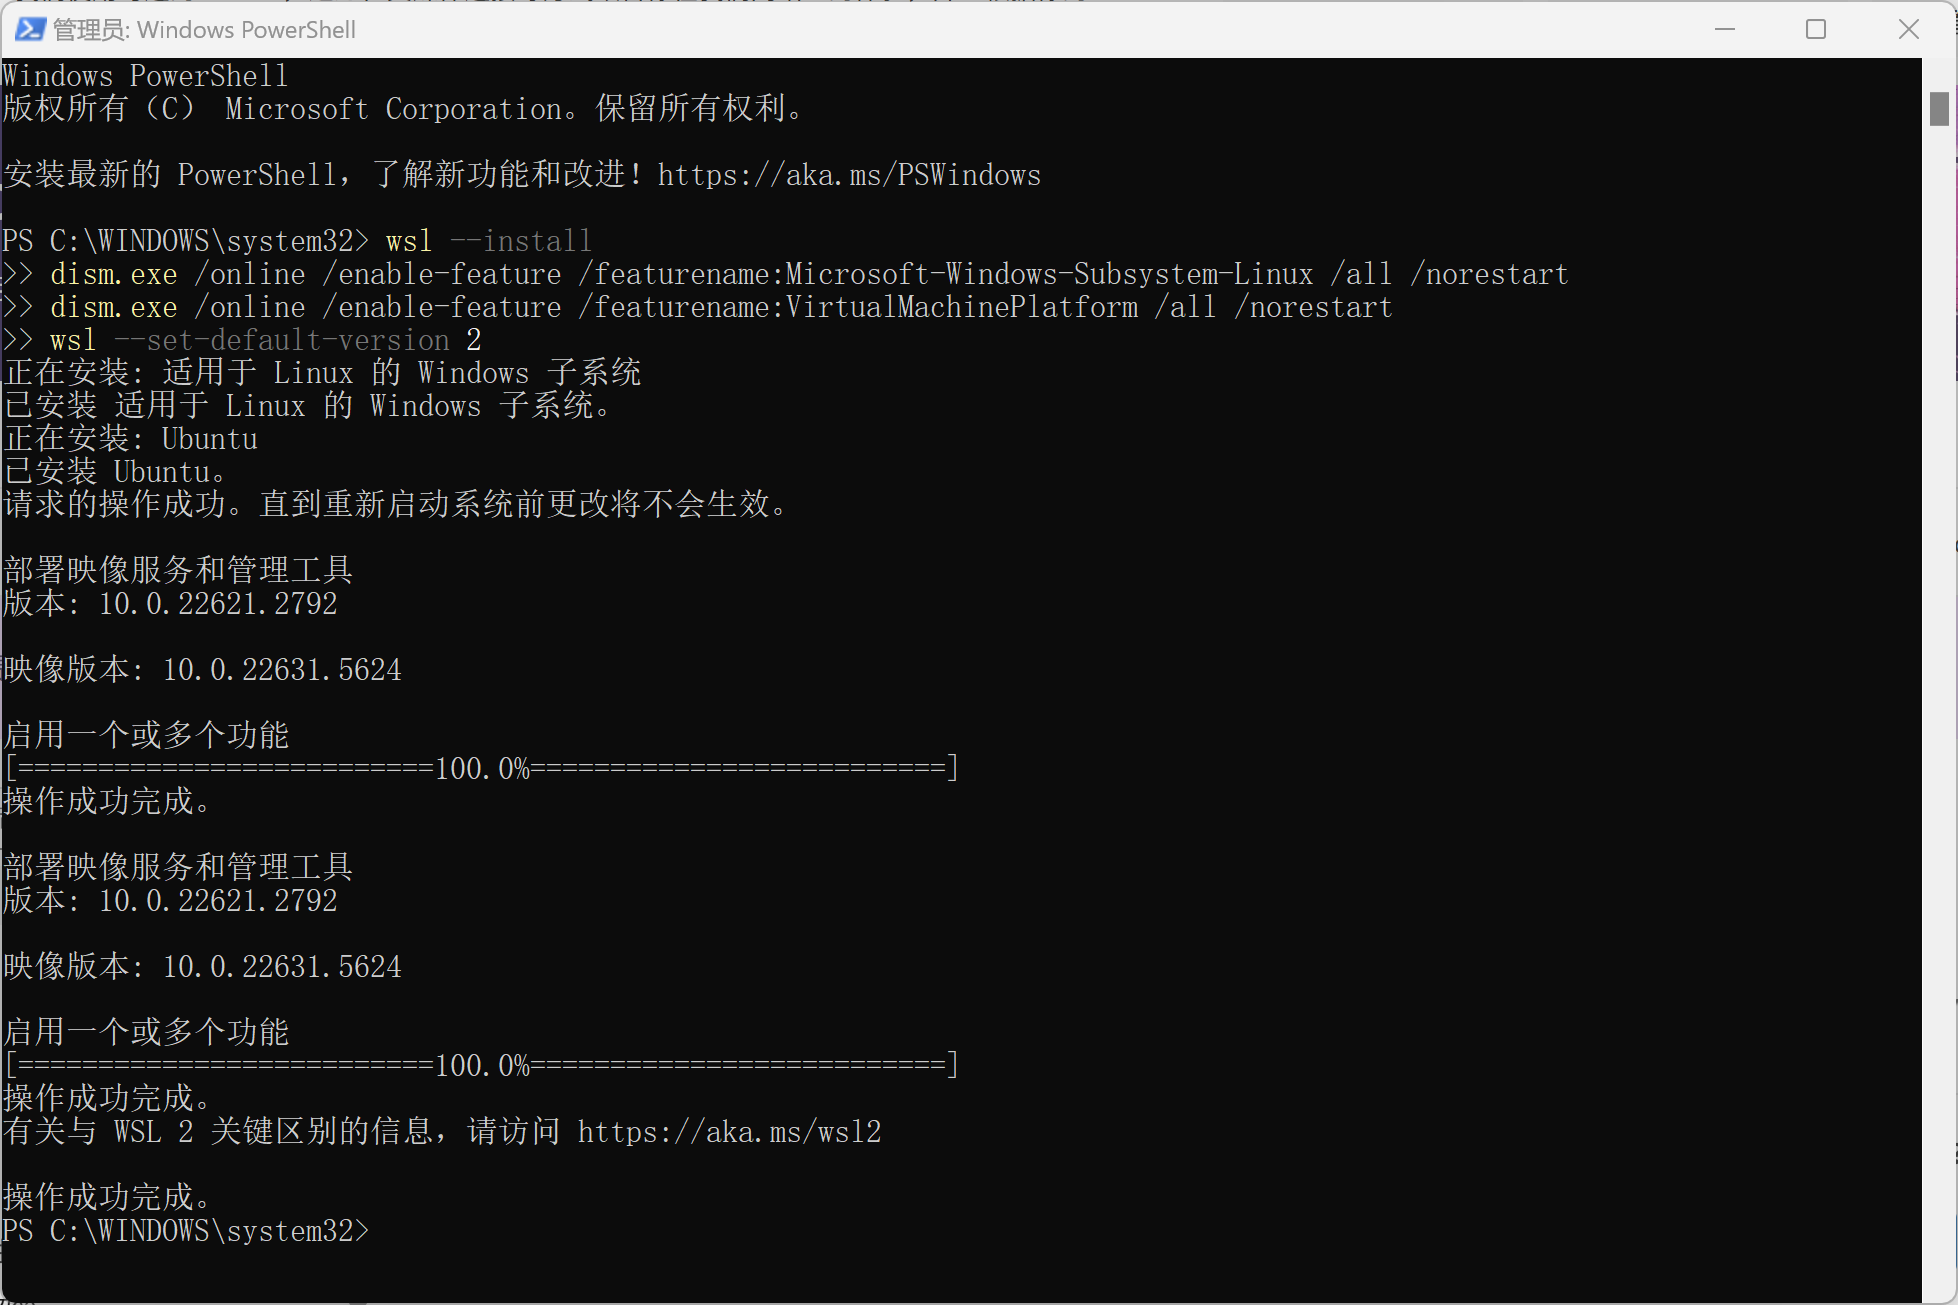 管理员: Windows PowerShell
Windows PowerShell
版权所有（C） Microsoft Corporation。保留所有权利。
安装最新的 PowerShell，了解新功能和改进！https://aka.ms/PSWindows
PS C:\WINDOWS\system32> wsl --install
>> dism.exe /online /enable-feature /featurename:Microsoft-Windows-Subsystem-Linux /all /norestart
>> dism.exe /online /enable-feature /featurename:VirtualMachinePlatform /all /norestart
>> wsl --set-default-version 2
正在安装: 适用于 Linux 的 Windows 子系统
已安装 适用于 Linux 的 Windows 子系统。
正在安装: Ubuntu
已安装 Ubuntu。
请求的操作成功。直到重新启动系统前更改将不会生效。
部署映像服务和管理工具
版本: 10.0.22621.2792
映像版本: 10.0.22631.5624
启用一个或多个功能
[==========================100.0%==========================]
操作成功完成。
部署映像服务和管理工具
版本: 10.0.22621.2792
映像版本: 10.0.22631.5624
启用一个或多个功能
[==========================100.0%==========================]
操作成功完成。
有关与 WSL 2 关键区别的信息，请访问 https://aka.ms/wsl2
操作成功完成。
PS C:\WINDOWS\system32>